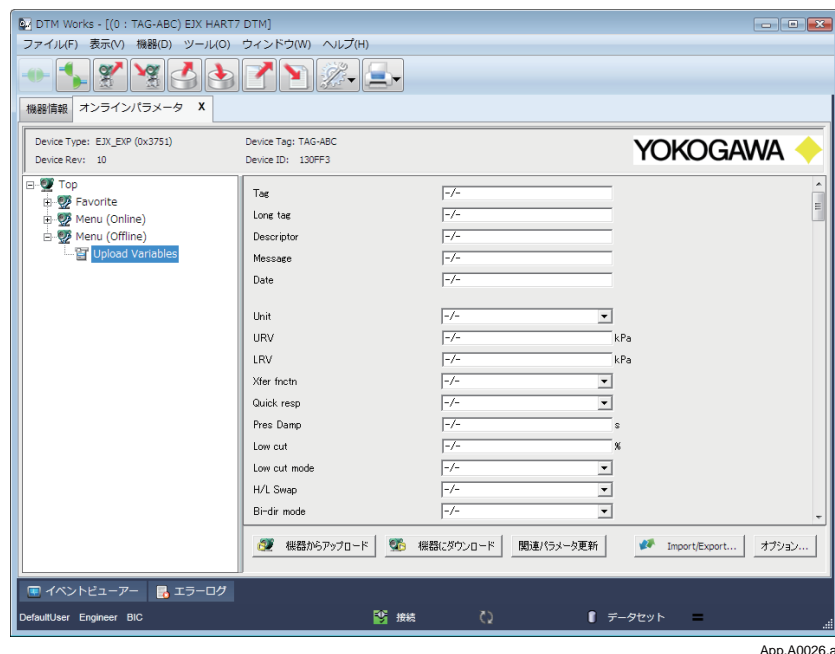 DTM Works - [(0 : TAG-ABC) EJX HART7 DTM]
ファイル(F) 表示(V) 機器(D) ツール(O) ウィンドウ(W) ヘルプ(H)
機器情報 オンラインパラメータ X
Device Type: EJX_EXP (0x3751) Device Tag: TAG-ABC
Device Rev: 10 Device ID: 130FF3
YOKOGAWA
Top
Favorite
Menu (Online)
Menu (Offline)
Upload Variables
Tag -/-
Long tag -/-
Descriptor -/-
Message -/-
Date -/-
Unit -/-
URV -/- kPa
LRV -/- kPa
Xfer fnctn -/-
Quick resp -/-
Pres Damp -/- s
Low cut -/- %
Low cut mode -/-
H/L Swap -/-
Bi-dir mode -/-
機器からアップロード 機器にダウンロード 関連パラメータ更新 Import/Export... オプション...
イベントビューアー エラーログ
DefaultUser Engineer BIC 接続 データセット
App.A0026.a